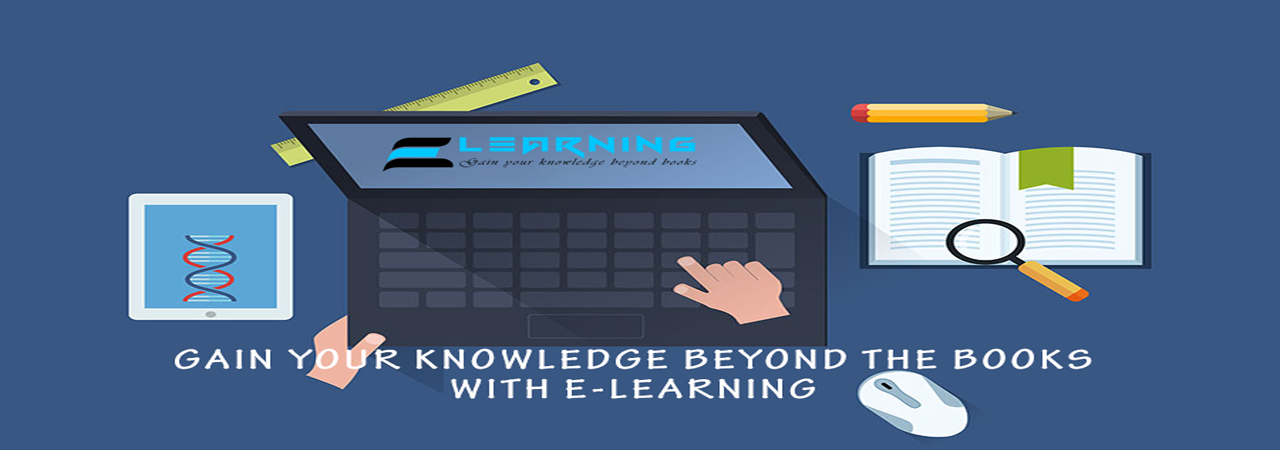 E LEARNING
Gain your knowledge beyond books
GAIN YOUR KNOWLEDGE BEYOND THE BOOKS
WITH E-LEARNING